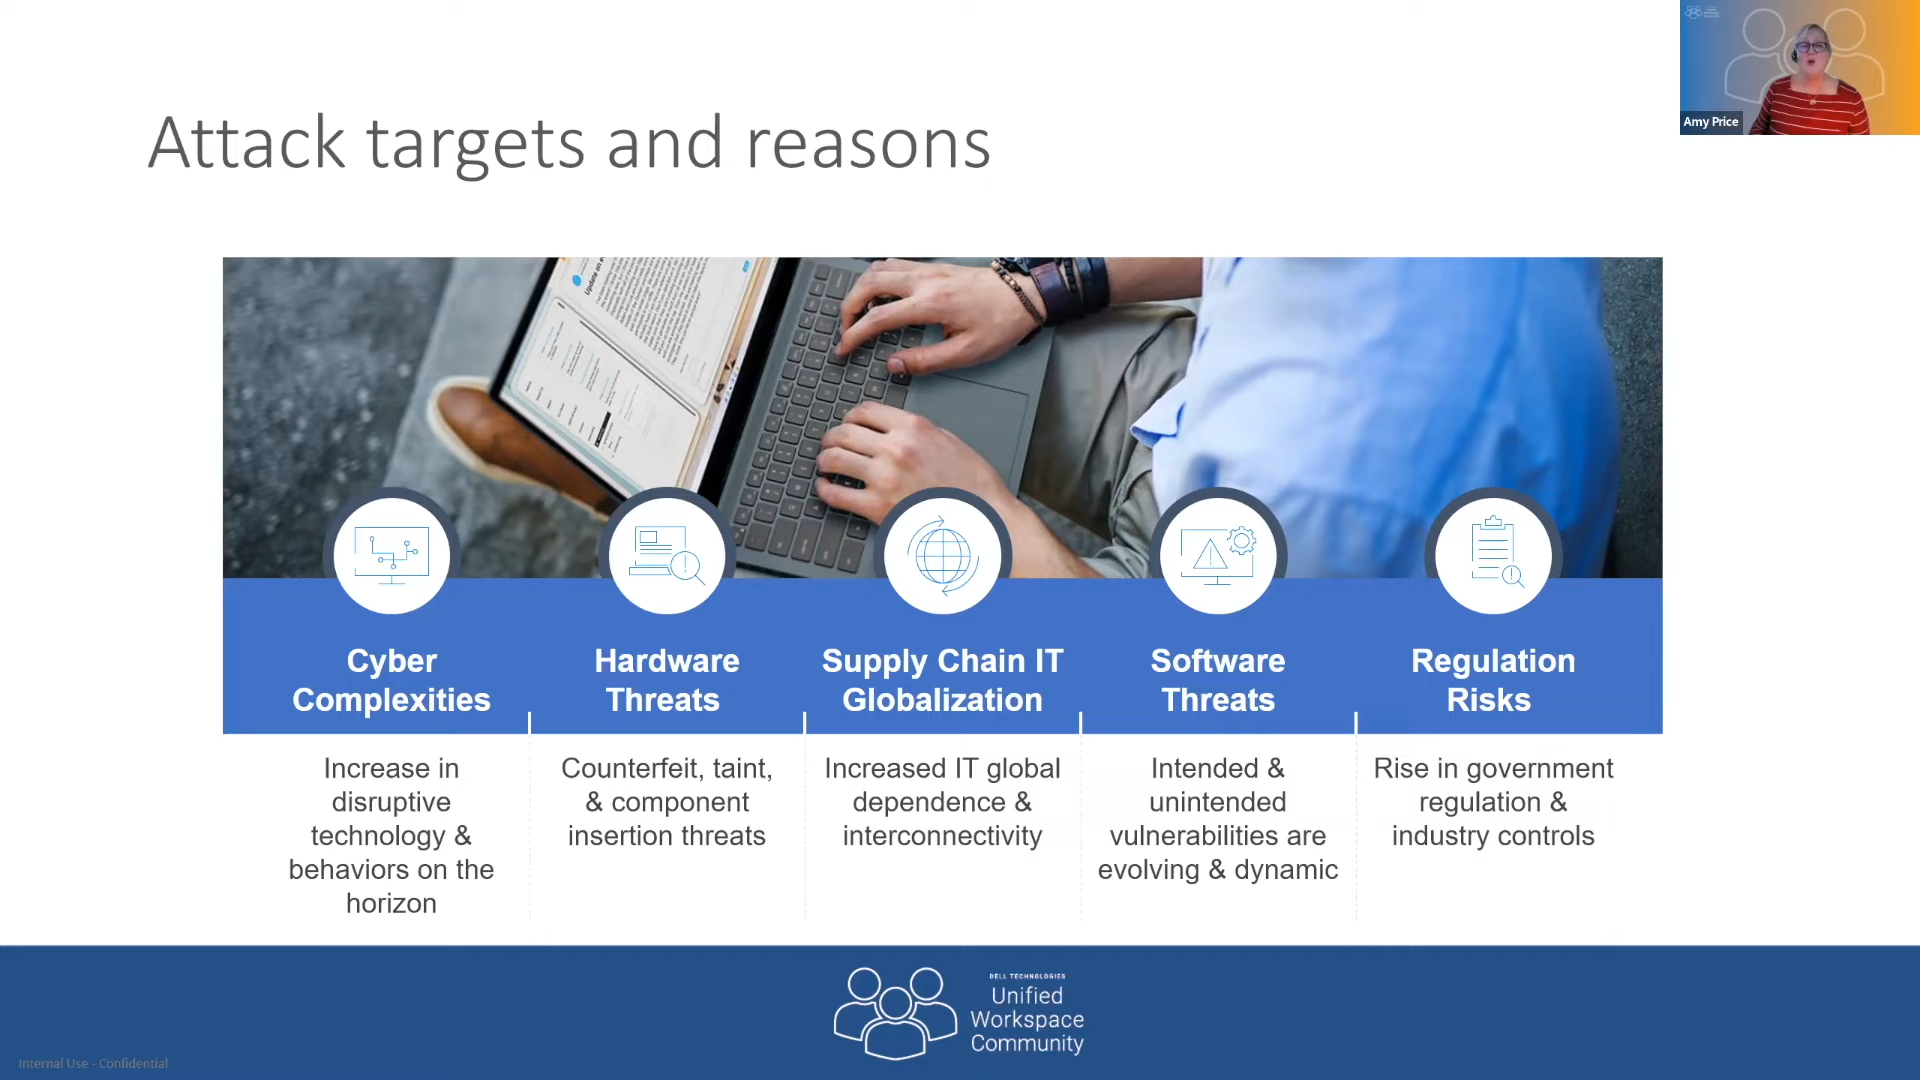 Amy Price
Attack targets and reasons
Update on
Cyber
Complexities
Hardware
Threats
Supply Chain IT
Globalization
Software
Threats
Regulation
Risks
Increase in
disruptive
technology &
behaviors on the
horizon
Counterfeit, taint,
& component
insertion threats
Increased IT global
dependence &
interconnectivity
Intended &
unintended
vulnerabilities are
evolving & dynamic
Rise in government
regulation &
industry controls
DELL TECHNOLOGIES
Unified
Workspace
Community
Internal Use - Confidential